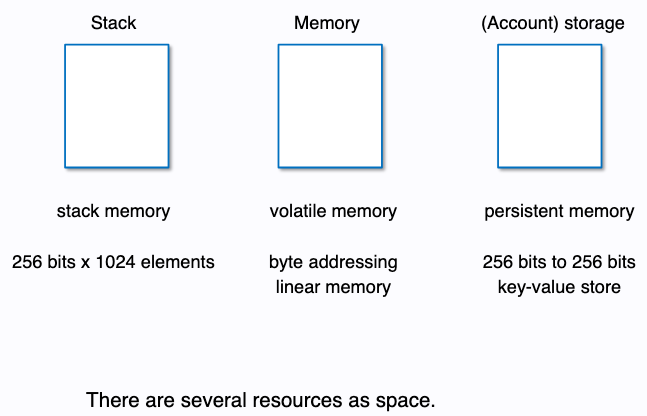 Stack
Memory
(Account) storage
stack memory
volatile memory
persistent memory
256 bits x 1024 elements
byte addressing
linear memory
256 bits to 256 bits
key-value store
There are several resources as space.